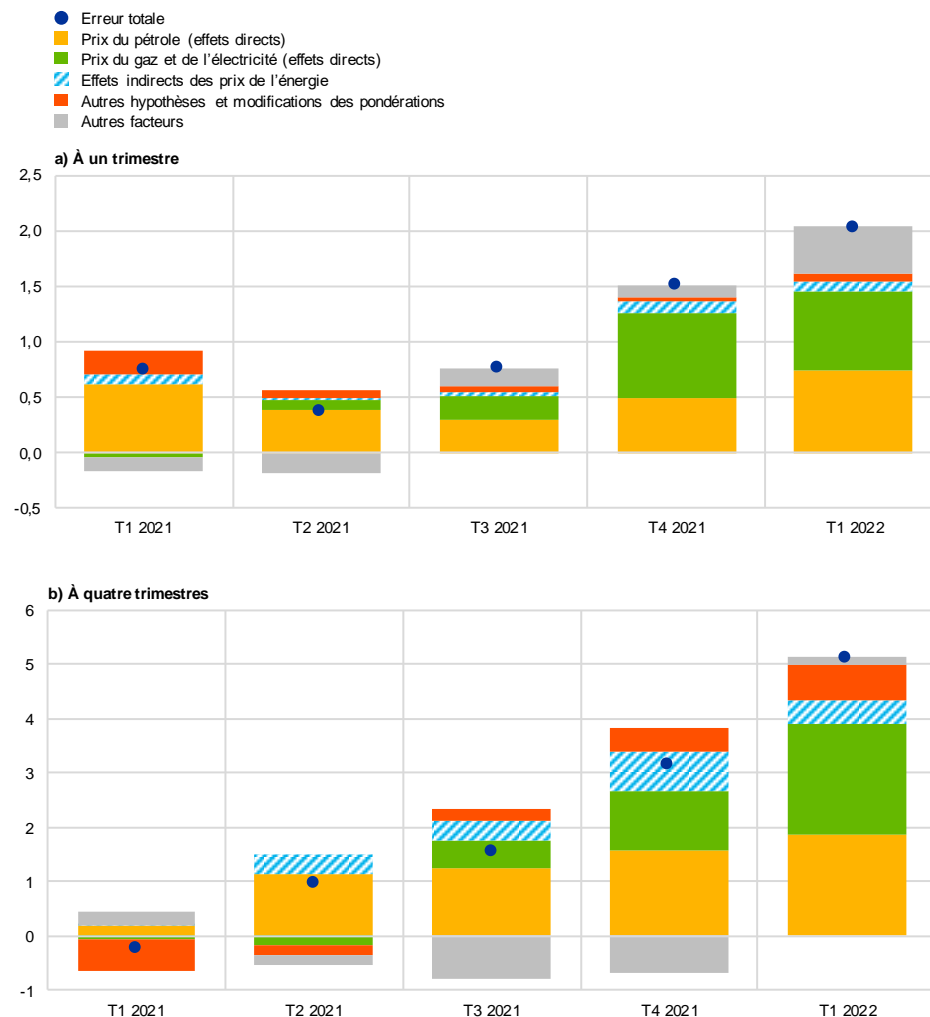 Erreur totale
Prix du pétrole (effets directs)
Prix du gaz et de l'électricité (effets directs)
Effets indirects des prix de l'énergie
Autres hypothèses et modifications des pondérations
Autres facteurs
a) À un trimestre
2,5
2,0
1,5
1,0
0,5
0,0
-0,5
T1 2021 T2 2021 T3 2021 T4 2021 T1 2022
b) À quatre trimestres
6
5
4
3
2
1
0
-1
T1 2021 T2 2021 T3 2021 T4 2021 T1 2022